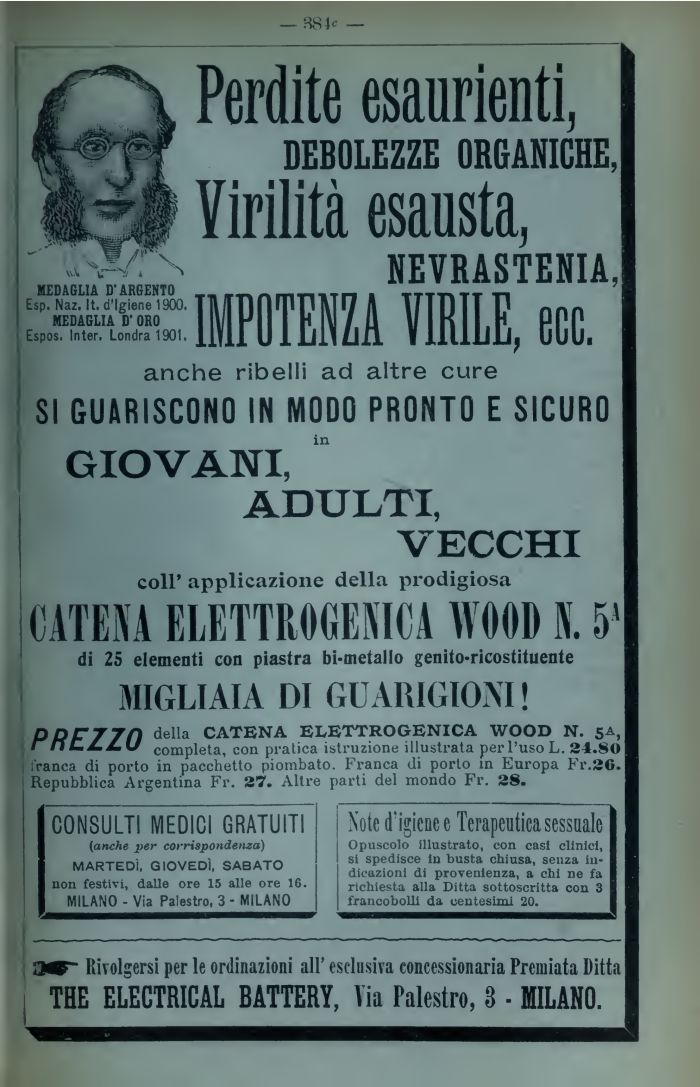 — 384c —
Perdite esaurienti,
DEBOLEZZE ORGANICHE,
Virilità esausta,
NEVRASTENIA,
IMPOTENZA VIRILE, ecc.
MEDAGLIA D'ARGENTO
Esp. Naz. It. d'Igiene 1900.
MEDAGLIA D'ORO
Espos. Inter. Londra 1901.
anche ribelli ad altre cure
SI GUARISCONO IN MODO PRONTO E SICURO
in
GIOVANI,
ADULTI,
VECCHI
coll' applicazione della prodigiosa
CATENA ELETTROGENICA WOOD N. 5A
di 25 elementi con piastra bi-metallo genito-ricostituente
MIGLIAIA DI GUARIGIONI!
PREZZO della CATENA ELETTROGENICA WOOD N. 5A,
completa, con pratica istruzione illustrata per l'uso L. 24.80
franca di porto in pacchetto piombato. Franca di porto in Europa Fr. 26.
Repubblica Argentina Fr. 27. Altre parti del mondo Fr. 28.
CONSULTI MEDICI GRATUITI
(anche per corrispondenza)
MARTEDÌ, GIOVEDÌ, SABATO
non festivi, dalle ore 15 alle ore 16.
MILANO - Via Palestro, 3 - MILANO
Note d'igiene e Terapeutica sessuale
Opuscolo illustrato, con casi clinici,
si spedisce in busta chiusa, senza in-
dicazioni di provenienza, a chi ne fa
richiesta alla Ditta sottoscritta con 3
francobolli da centesimi 20.
Rivolgersi per le ordinazioni all' esclusiva concessionaria Premiata Ditta
THE ELECTRICAL BATTERY, Via Palestro, 3 - MILANO.